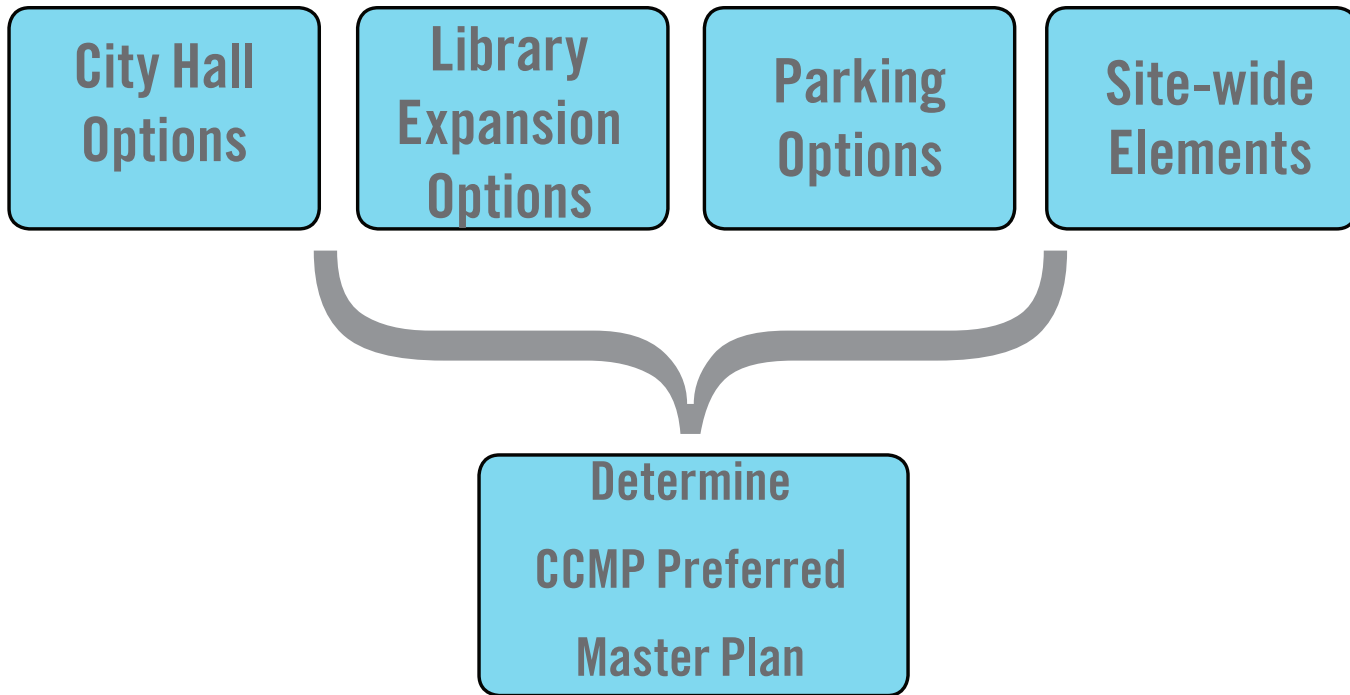 City Hall
Options
Library
Expansion
Options
Parking
Options
Site-wide
Elements
Determine
CCMP Preferred
Master Plan